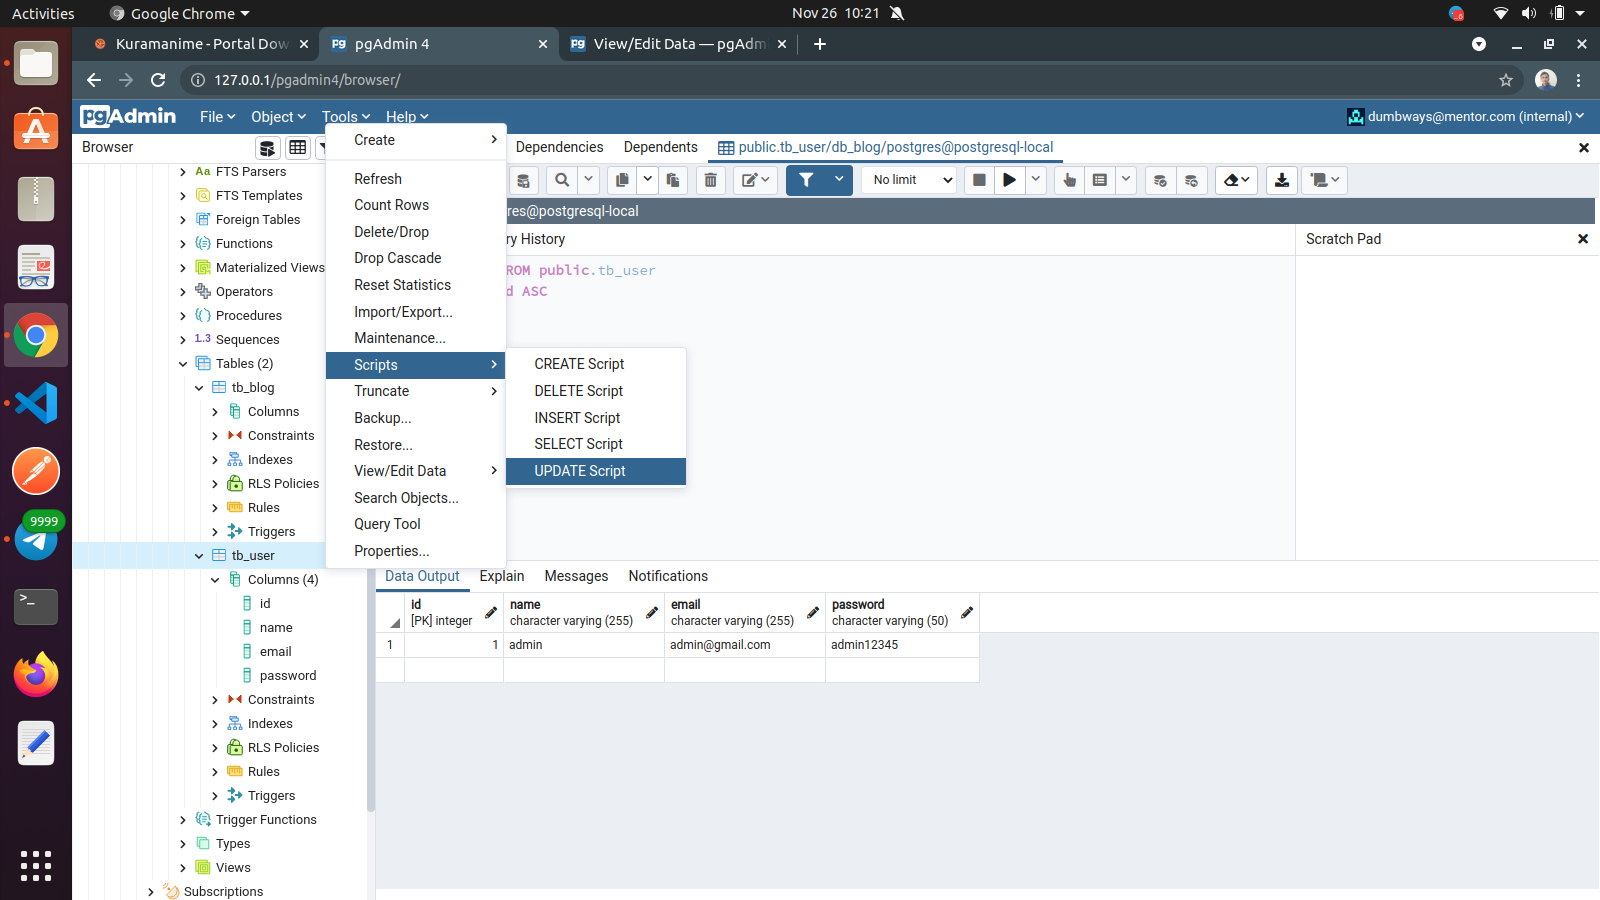 Activities
Google Chrome
Nov 26 10:21
6
Kuramanime - Portal Dow
pgAdmin 4
View/Edit Data — pgAdm
127.0.0.1/pgadmin4/browser/
pgAdmin
File
Object
Tools
Help
dumbways@mentor.com (internal)
Browser
Dependencies
Dependents
public.tb_user/db_blog/postgres@postgresql-local
No limit
res@postgresql-local
ry History
Scratch Pad
ROM public.tb_user
d ASC
FTS Parsers
FTS Templates
Foreign Tables
Functions
Materialized Views
Operators
Procedures
1..3 Sequences
Tables (2)
tb_blog
Columns
Constraints
Indexes
RLS Policies
Rules
Triggers
tb_user
Columns (4)
id
name
email
password
Constraints
Indexes
RLS Policies
Rules
Triggers
Trigger Functions
Types
Views
Subscriptions
Create
Refresh
Count Rows
Delete/Drop
Drop Cascade
Reset Statistics
Import/Export...
Maintenance...
Scripts
Truncate
Backup...
Restore...
View/Edit Data
Search Objects...
Query Tool
Properties...
CREATE Script
DELETE Script
INSERT Script
SELECT Script
UPDATE Script
9999
Data Output
Explain
Messages
Notifications
id
[PK] integer
name
character varying (255)
email
character varying (255)
password
character varying (50)
1
1
admin
admin@gmail.com
admin12345